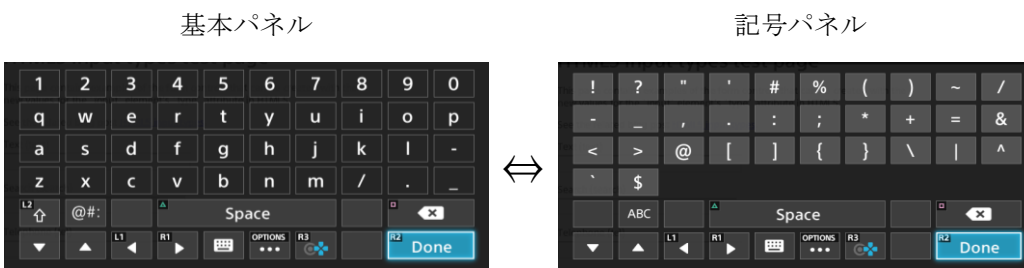 基本パネル 記号パネル
1 2 3 4 5 6 7 8 9 0
q w e r t y u i o p
a s d f g h j k l -
z x c v b n m / . _
L2 @#: Space
L1 R1 OPTIONS R3 R2 Done
! ? " ' # % ( ) ~ /
- _ , . : ; * + = &
< > @ [ ] { } \ | ^
` $
ABC Space
L1 R1 OPTIONS R3 R2 Done